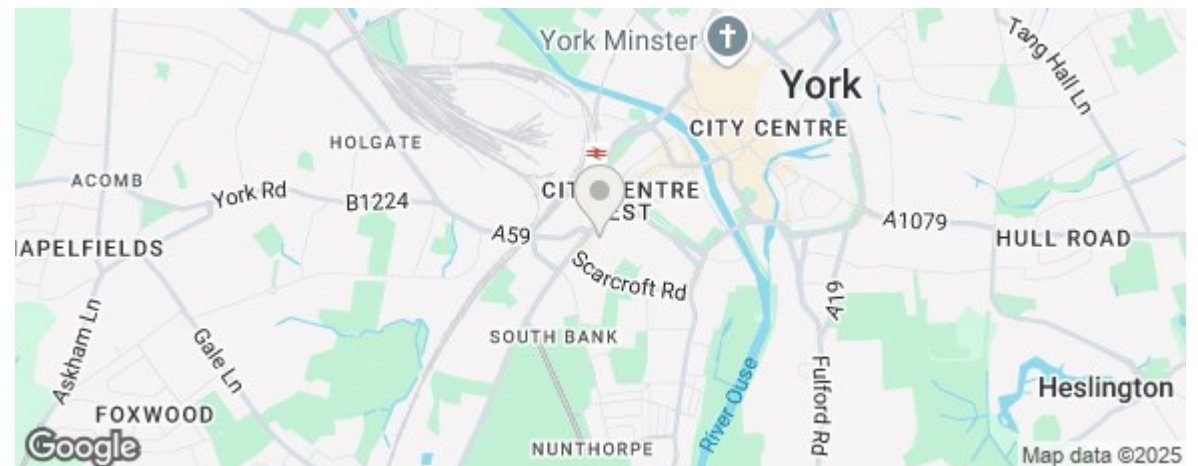 York Minster
York
Tang Hall Ln
CITY CENTRE
HOLGATE
ACOMB
York Rd
B1224
CIT ENTRE
EST
A59
A1079
HULL ROAD
HAPELFIELDS
Scarcroft Rd
A19
Askham Ln
Gale Ln
SOUTH BANK
River Ouse
Fulford Rd
Heslington
FOXWOOD
NUNTHORPE
Google
Map data ©2025